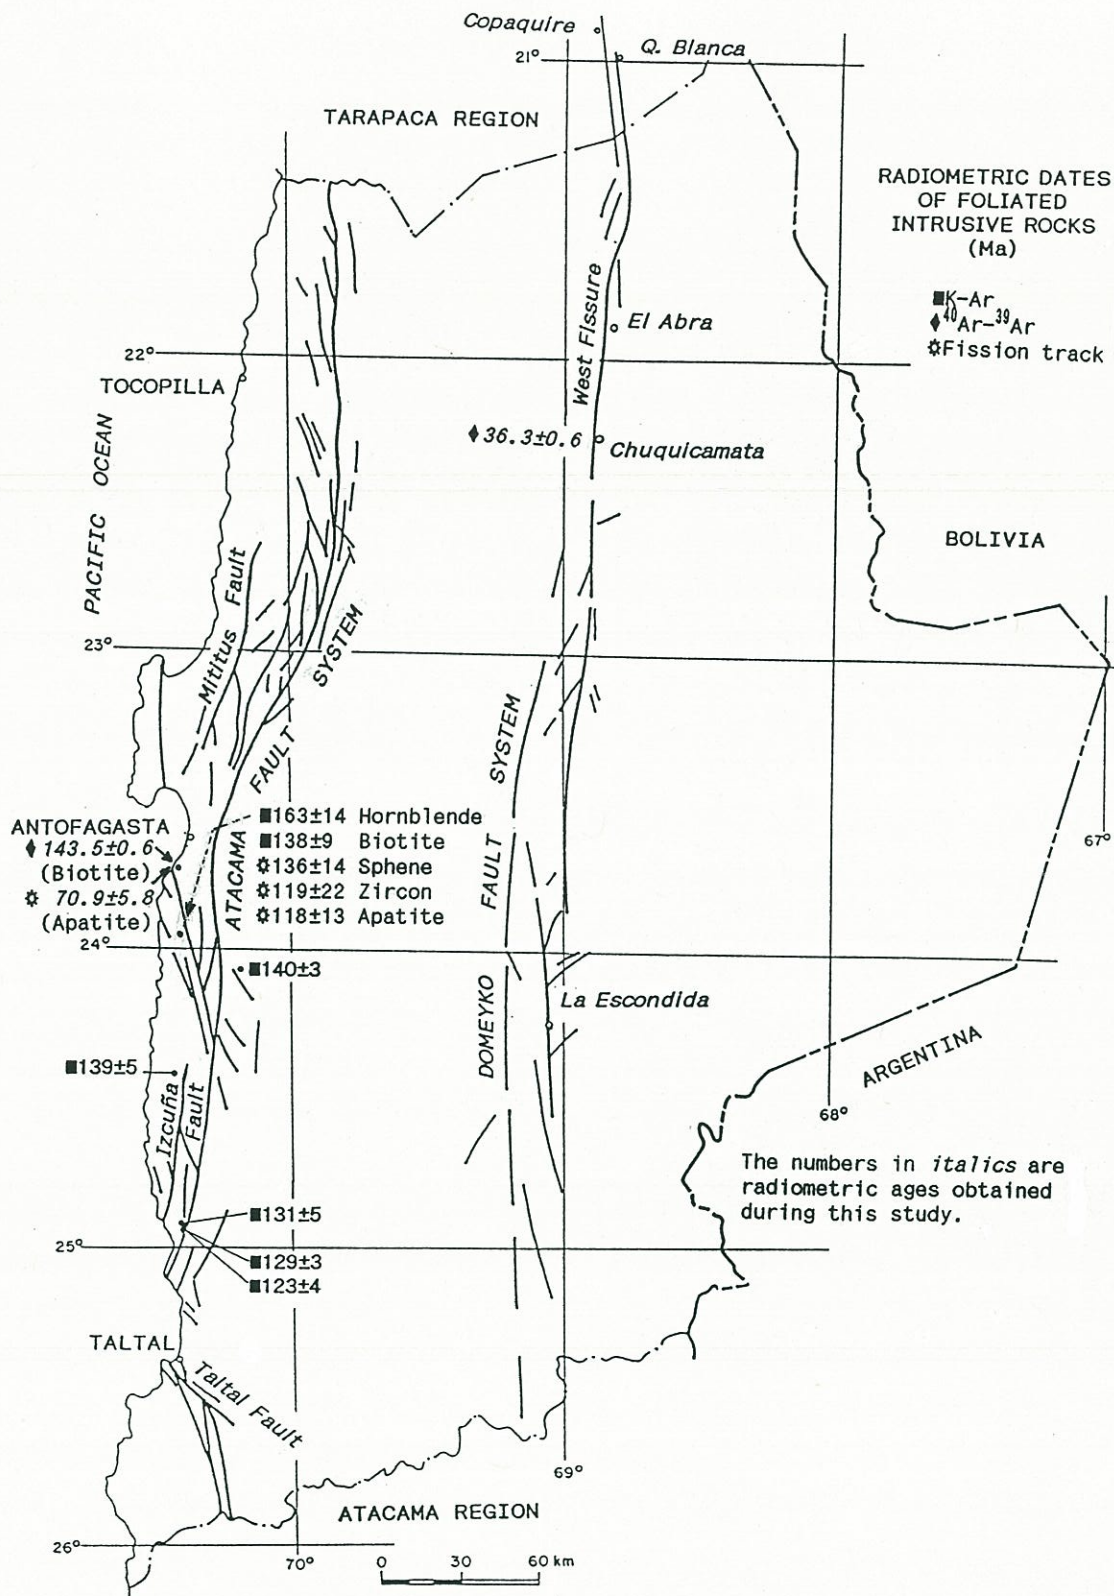 Copaquire
21°
Q. Blanca
TARAPACA REGION
RADIOMETRIC DATES
OF FOLIATED
INTRUSIVE ROCKS
(Ma)
■K-Ar
♦⁴⁰Ar-³⁹Ar
✡Fission track
West Fissure
El Abra
22°
TOCOPILLA
PACIFIC OCEAN
♦36.3±0.6
Chuquicamata
BOLIVIA
Mititus Fault
23°
ATACAMA FAULT SYSTEM
DOMEYKO FAULT SYSTEM
67°
ANTOFAGASTA
♦143.5±0.6
(Biotite)
✡ 70.9±5.8
(Apatite)
■163±14 Hornblende
■138±9 Biotite
✡136±14 Sphene
✡119±22 Zircon
✡118±13 Apatite
24°
■140±3
La Escondida
■139±5
Izcuña Fault
ARGENTINA
68°
The numbers in italics are
radiometric ages obtained
during this study.
■131±5
25°
■129±3
■123±4
TALTAL
Taltal Fault
69°
ATACAMA REGION
26°
70°
0 30 60 km